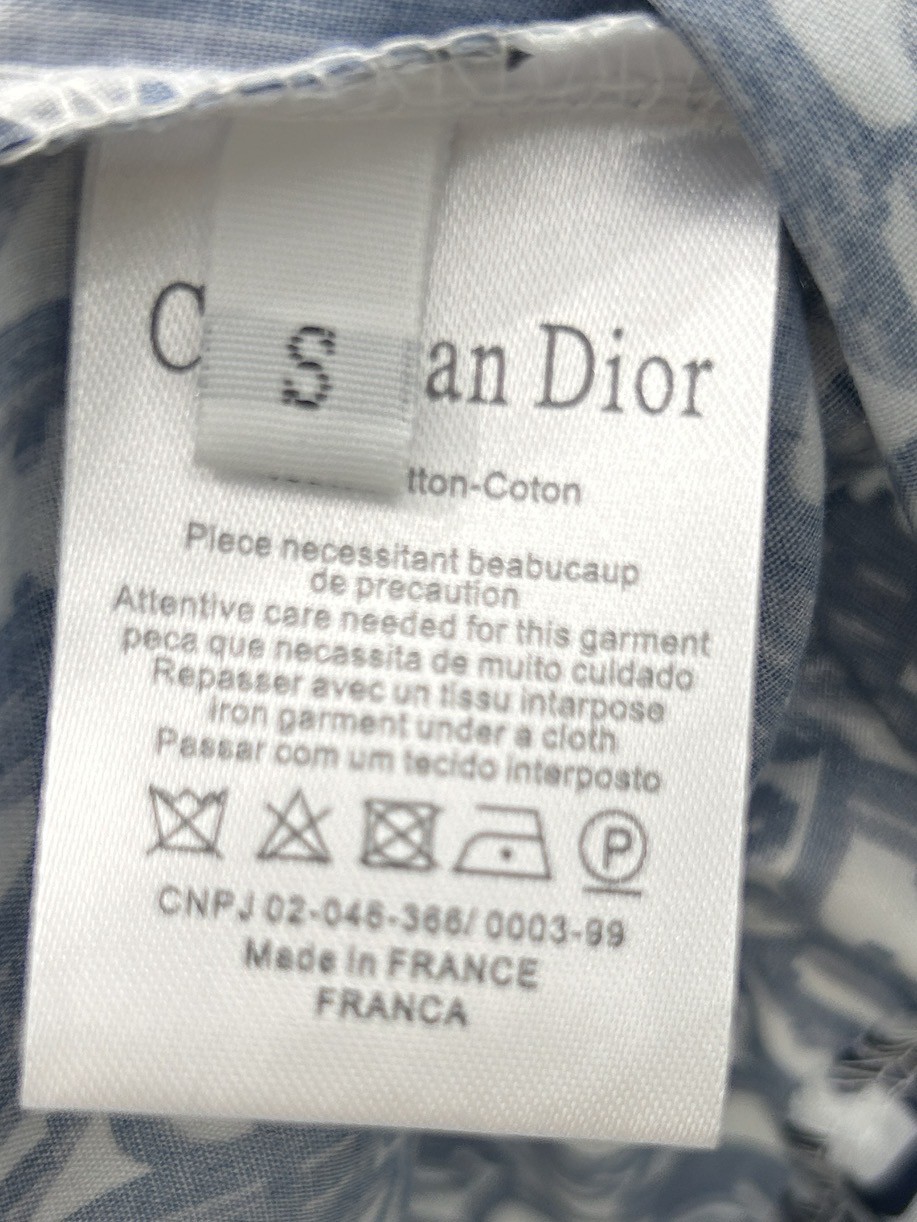 C
S
an Dior
tton-Coton
Piece necessitant beabucaup
de precaution
Attentive care needed for this garment
peca que necassita de muito cuidado
Repasser avec un tissu interpose
Iron garment under a cloth
Passar com um tecido interposto
P
CNPJ 02-046-366/ 0003-99
Made in FRANCE
FRANCA